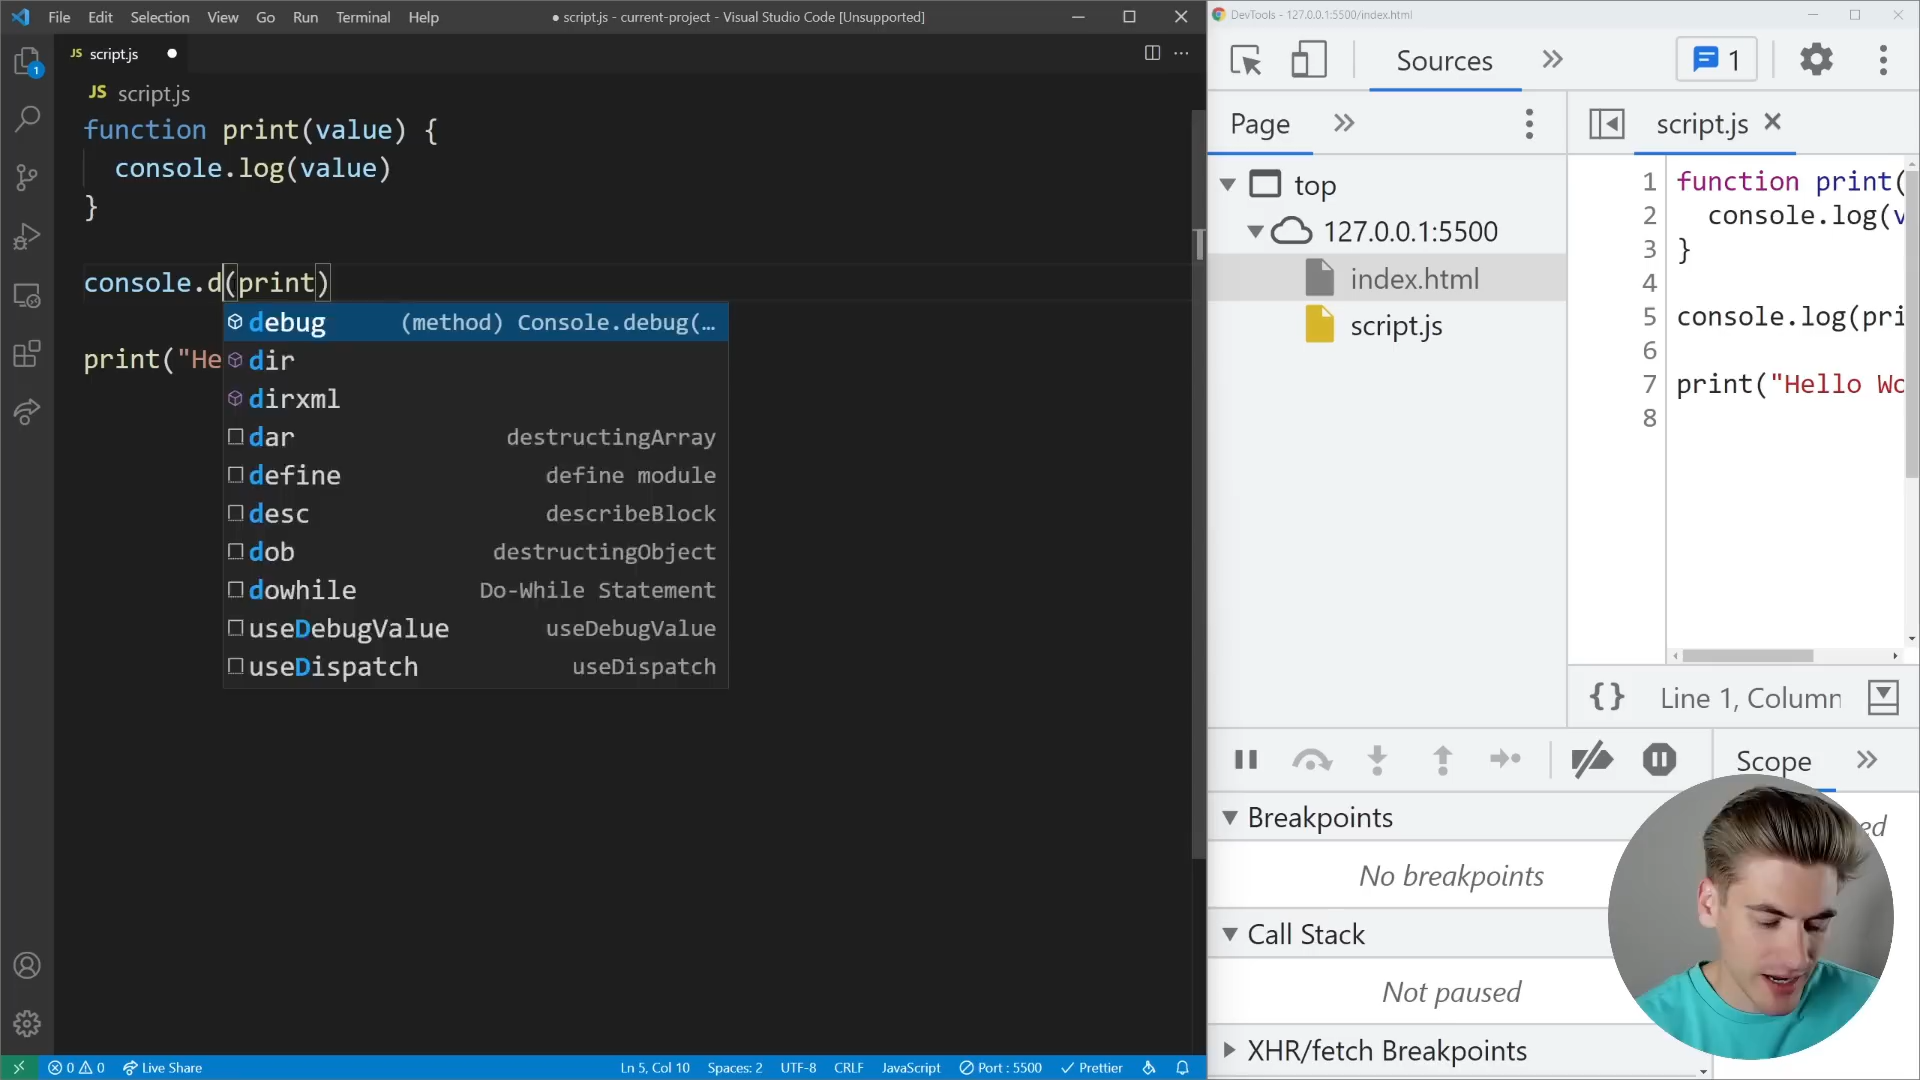 File Edit Selection View Go Run Terminal Help
● script.js - current-project - Visual Studio Code [Unsupported]
JS script.js ●
JS script.js
function print(value) {
console.log(value)
}
console.d(print)
print("He
debug (method) Console.debug(…
dir
dirxml
dar destructingArray
define define module
desc describeBlock
dob destructingObject
dowhile Do-While Statement
useDebugValue useDebugValue
useDispatch useDispatch
1
0 0 Live Share
Ln 5, Col 10 Spaces: 2 UTF-8 CRLF JavaScript Port : 5500 Prettier
DevTools - 127.0.0.1:5500/index.html
Sources 1
Page
script.js
top
127.0.0.1:5500
index.html
script.js
1 function print(
2 console.log(v
3 }
4
5 console.log(pri
6
7 print("Hello Wo
8
{} Line 1, Column
Scope
Breakpoints
No breakpoints
ed
Call Stack
Not paused
XHR/fetch Breakpoints